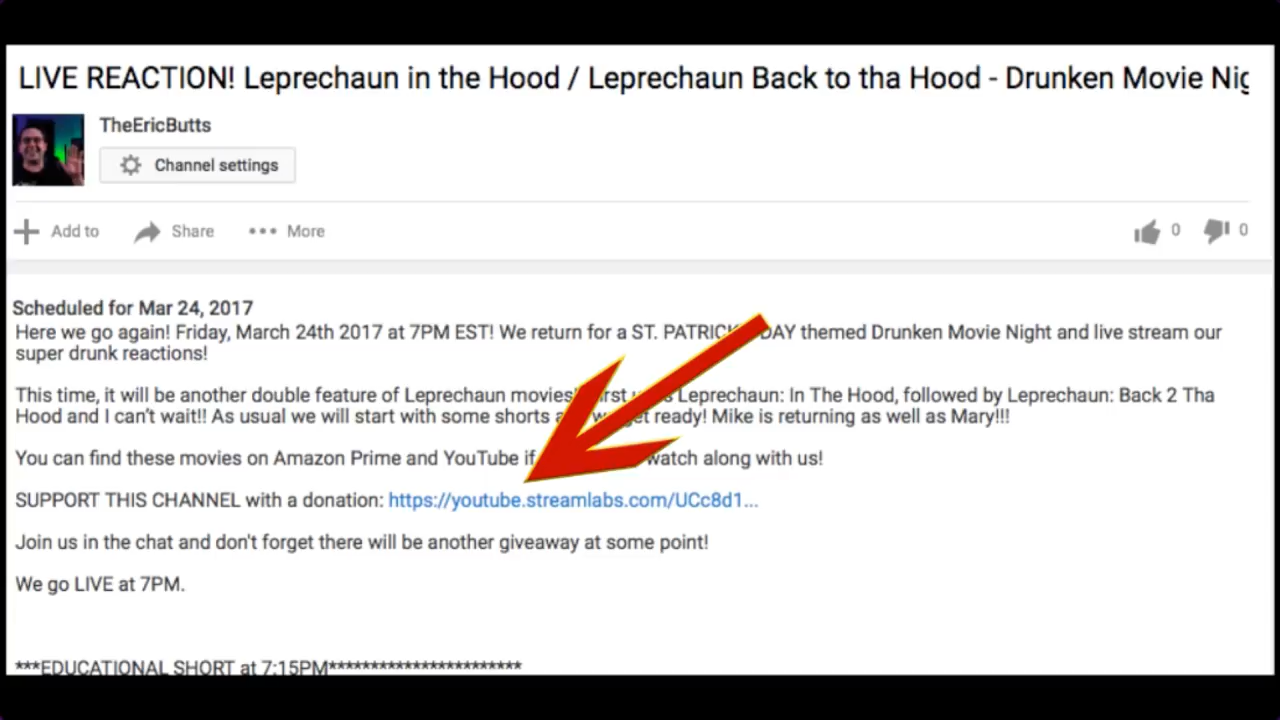 LIVE REACTION! Leprechaun in the Hood / Leprechaun Back to tha Hood - Drunken Movie Nig
TheEricButts
Channel settings
Add to
Share
More
0
0
Scheduled for Mar 24, 2017
Here we go again! Friday, March 24th 2017 at 7PM EST! We return for a ST. PATRICK DAY themed Drunken Movie Night and live stream our
super drunk reactions!
This time, it will be another double feature of Leprechaun movies! Leprechaun: In The Hood, followed by Leprechaun: Back 2 Tha
Hood and I can't wait!! As usual we will start with some shorts get ready! Mike is returning as well as Mary!!!
You can find these movies on Amazon Prime and YouTube if watch along with us!
SUPPORT THIS CHANNEL with a donation: https://youtube.streamlabs.com/UCc8d1...
Join us in the chat and don't forget there will be another giveaway at some point!
We go LIVE at 7PM.
***EDUCATIONAL SHORT at 7:15PM***********************